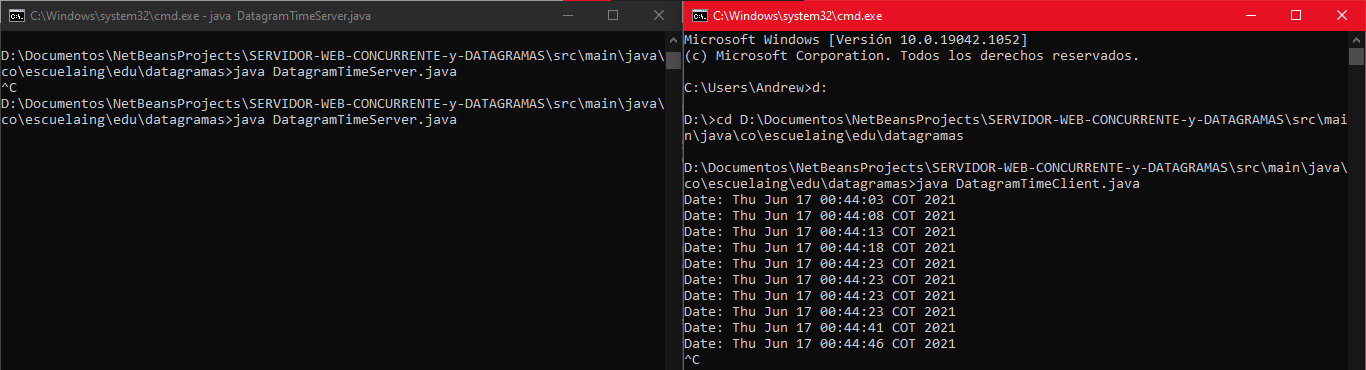 C:\Windows\system32\cmd.exe - java  DatagramTimeServer.java
D:\Documentos\NetBeansProjects\SERVIDOR-WEB-CONCURRENTE-y-DATAGRAMAS\src\main\java\
co\escuelaing\edu\datagramas>java DatagramTimeServer.java
^C
D:\Documentos\NetBeansProjects\SERVIDOR-WEB-CONCURRENTE-y-DATAGRAMAS\src\main\java\
co\escuelaing\edu\datagramas>java DatagramTimeServer.java
C:\Windows\system32\cmd.exe
Microsoft Windows [Versión 10.0.19042.1052]
(c) Microsoft Corporation. Todos los derechos reservados.
C:\Users\Andrew>d:
D:\>cd D:\Documentos\NetBeansProjects\SERVIDOR-WEB-CONCURRENTE-y-DATAGRAMAS\src\mai
n\java\co\escuelaing\edu\datagramas
D:\Documentos\NetBeansProjects\SERVIDOR-WEB-CONCURRENTE-y-DATAGRAMAS\src\main\java\
co\escuelaing\edu\datagramas>java DatagramTimeClient.java
Date: Thu Jun 17 00:44:03 COT 2021
Date: Thu Jun 17 00:44:08 COT 2021
Date: Thu Jun 17 00:44:13 COT 2021
Date: Thu Jun 17 00:44:18 COT 2021
Date: Thu Jun 17 00:44:23 COT 2021
Date: Thu Jun 17 00:44:23 COT 2021
Date: Thu Jun 17 00:44:23 COT 2021
Date: Thu Jun 17 00:44:23 COT 2021
Date: Thu Jun 17 00:44:41 COT 2021
Date: Thu Jun 17 00:44:46 COT 2021
^C